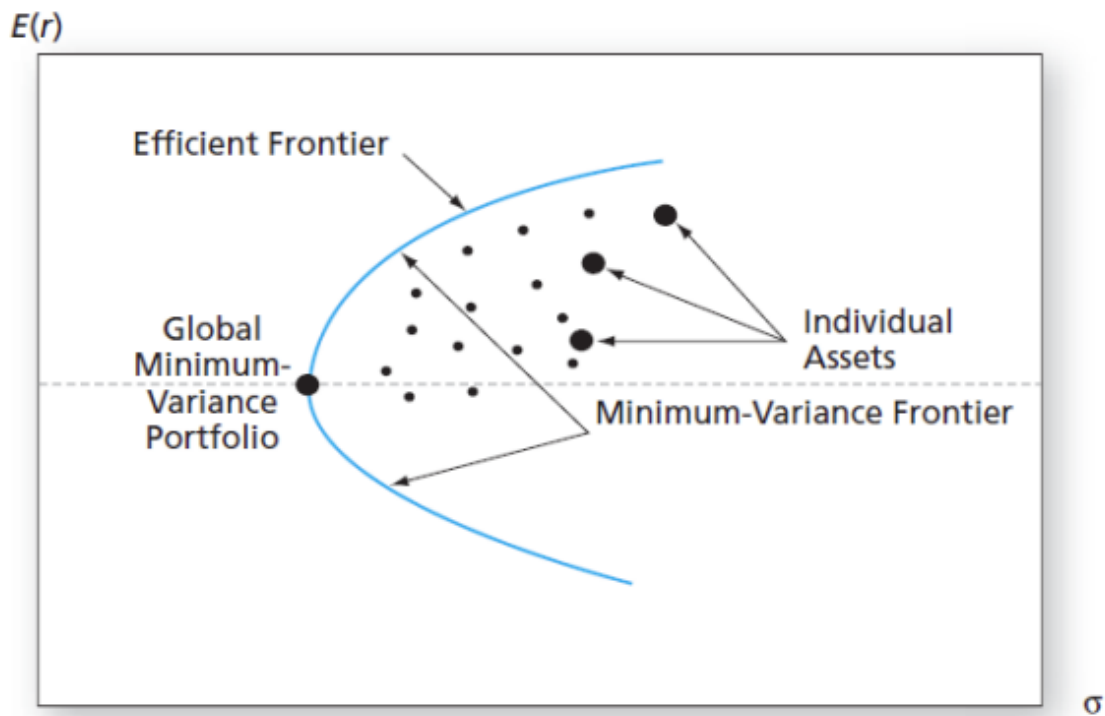 E(r)
Efficient Frontier
Global
Minimum-
Variance
Portfolio
Individual
Assets
Minimum-Variance Frontier
σ